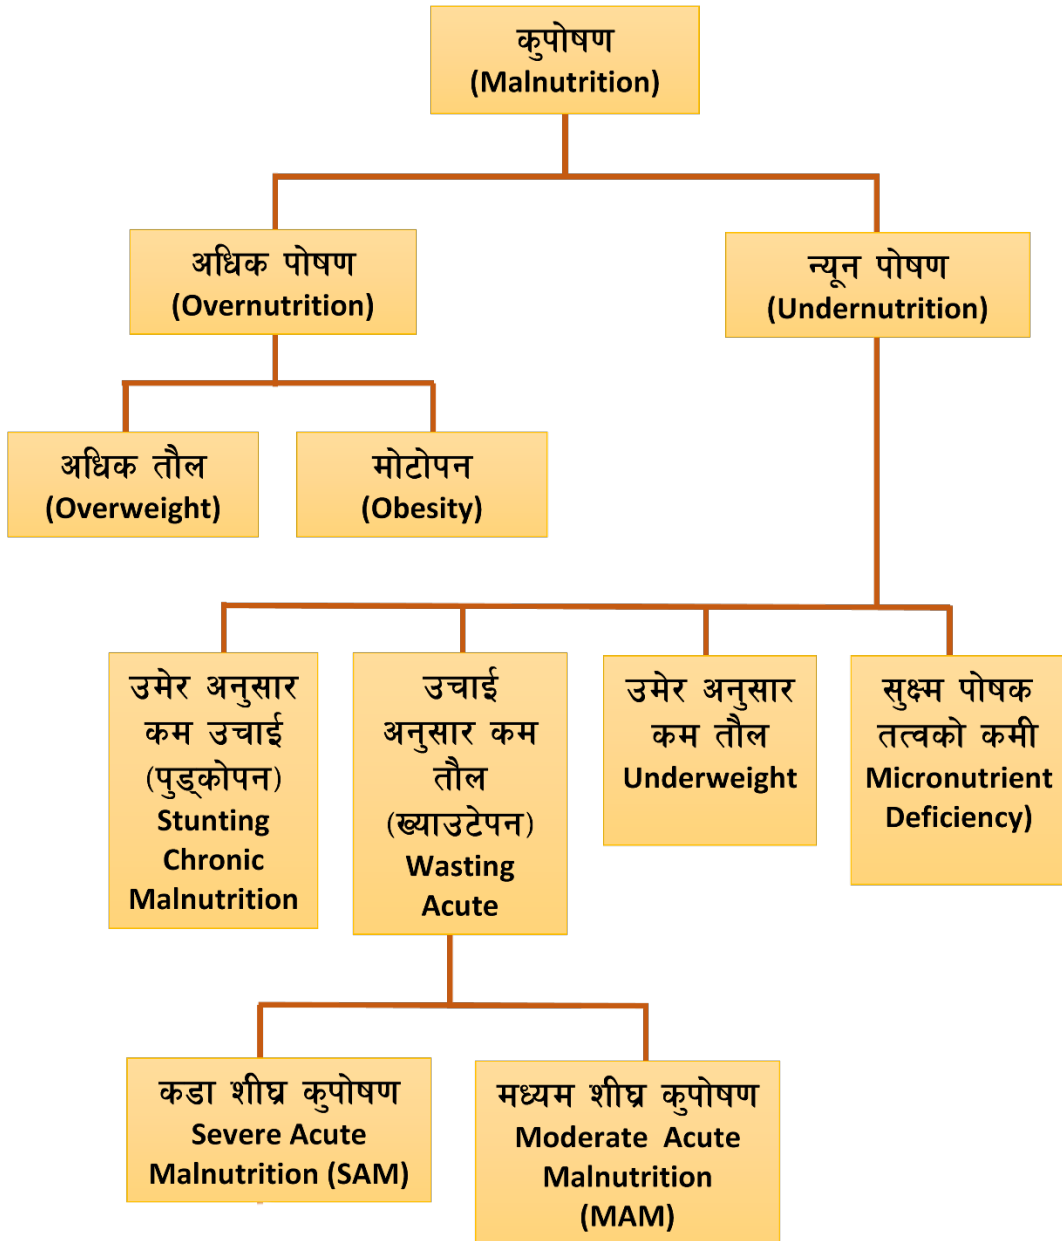 कुपोषण
(Malnutrition)
अधिक पोषण
(Overnutrition)
न्यून पोषण
(Undernutrition)
अधिक तौल
(Overweight)
मोटोपन
(Obesity)
उमेर अनुसार
कम उचाई
(पुड्कोपन)
Stunting
Chronic
Malnutrition
उचाई
अनुसार कम
तौल
(ख्याउटेपन)
Wasting
Acute
उमेर अनुसार
कम तौल
Underweight
सुक्ष्म पोषक
तत्वको कमी
Micronutrient
Deficiency)
कडा शीघ्र कुपोषण
Severe Acute
Malnutrition (SAM)
मध्यम शीघ्र कुपोषण
Moderate Acute
Malnutrition
(MAM)